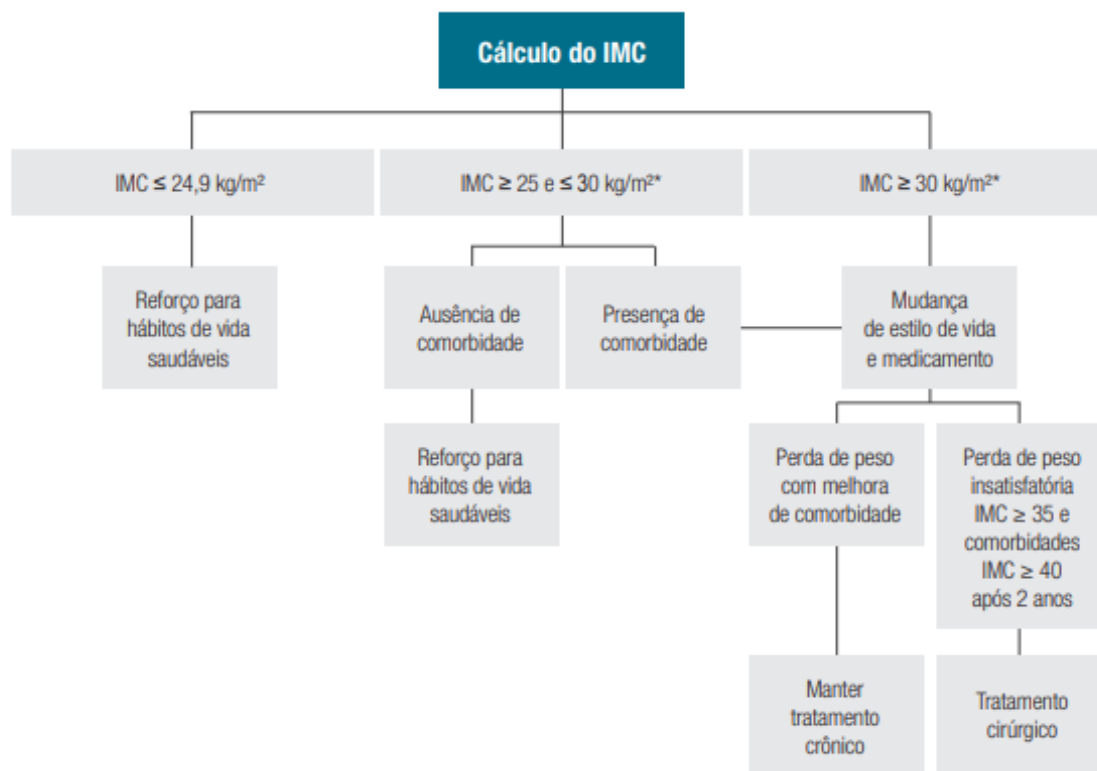 Cálculo do IMC
IMC ≤ 24,9 kg/m²
IMC ≥ 25 e ≤ 30 kg/m²*
IMC ≥ 30 kg/m²*
Reforço para
hábitos de vida
saudáveis
Ausência de
comorbidade
Presença de
comorbidade
Mudança
de estilo de vida
e medicamento
Reforço para
hábitos de vida
saudáveis
Perda de peso
com melhora
de comorbidade
Perda de peso
insatisfatória
IMC ≥ 35 e
comorbidades
IMC ≥ 40
após 2 anos
Manter
tratamento
crônico
Tratamento
cirúrgico